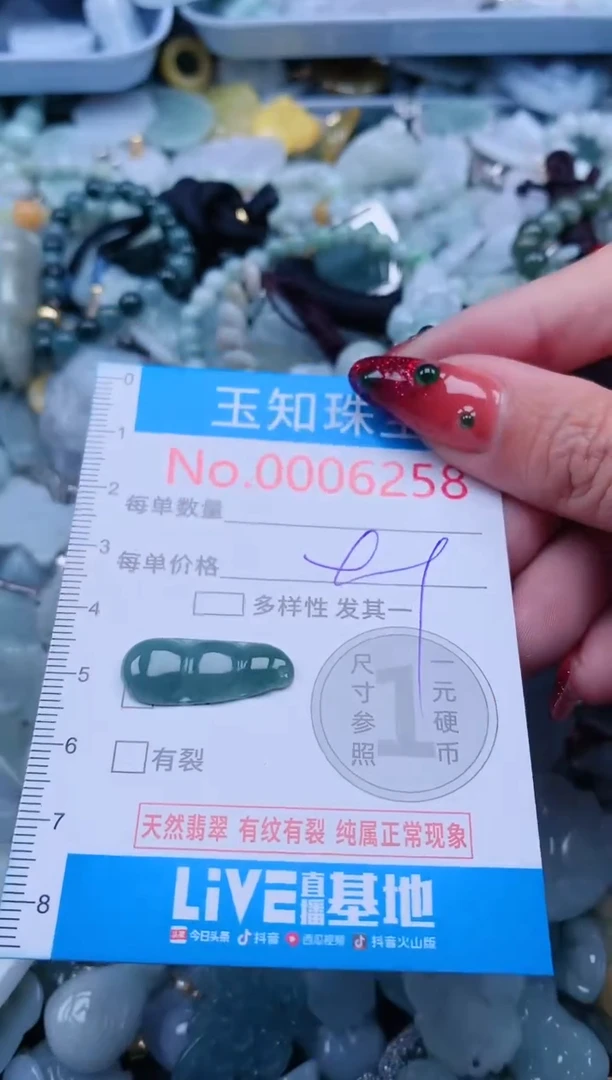 0
1
2
3
4
5
6
7
8
玉知珠
No.0006258
每单数量
每单价格
多样性 发其一
尺寸参照
1
一元硬币
有裂
天然翡翠 有纹有裂 纯属正常现象
LiVE直播基地
今日头条 抖音 西瓜视频 抖音火山版